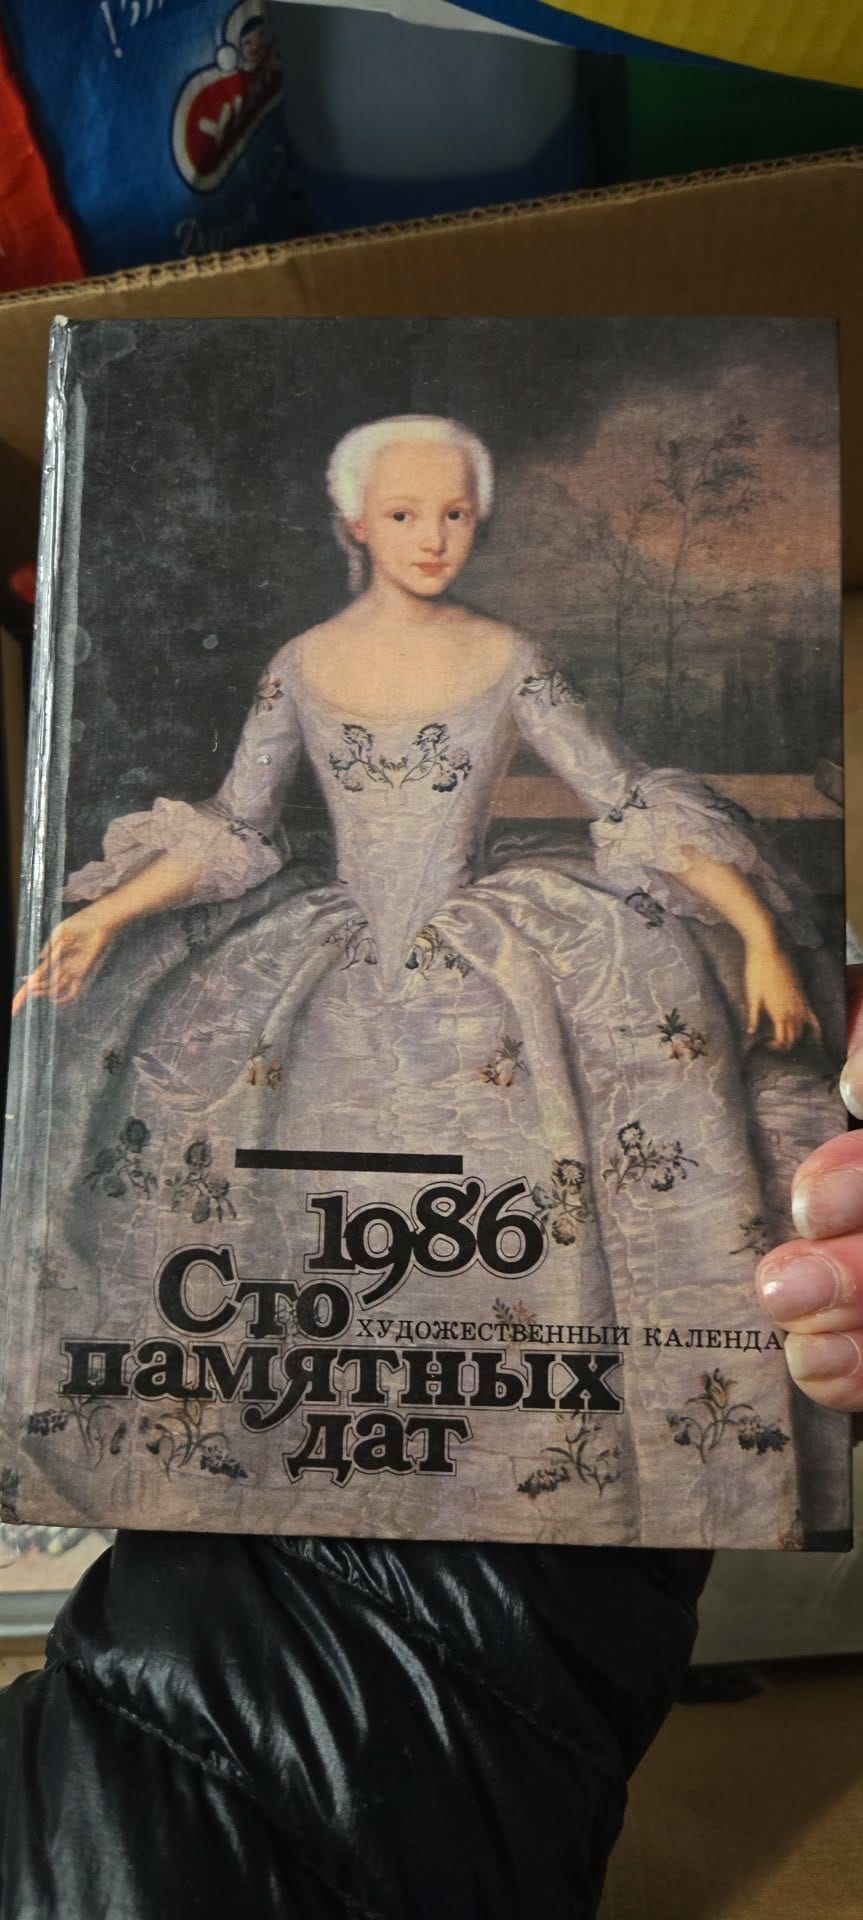 1986
Сто
ХУДОЖЕСТВЕННЫЙ КАЛЕНДА
памятных
дат